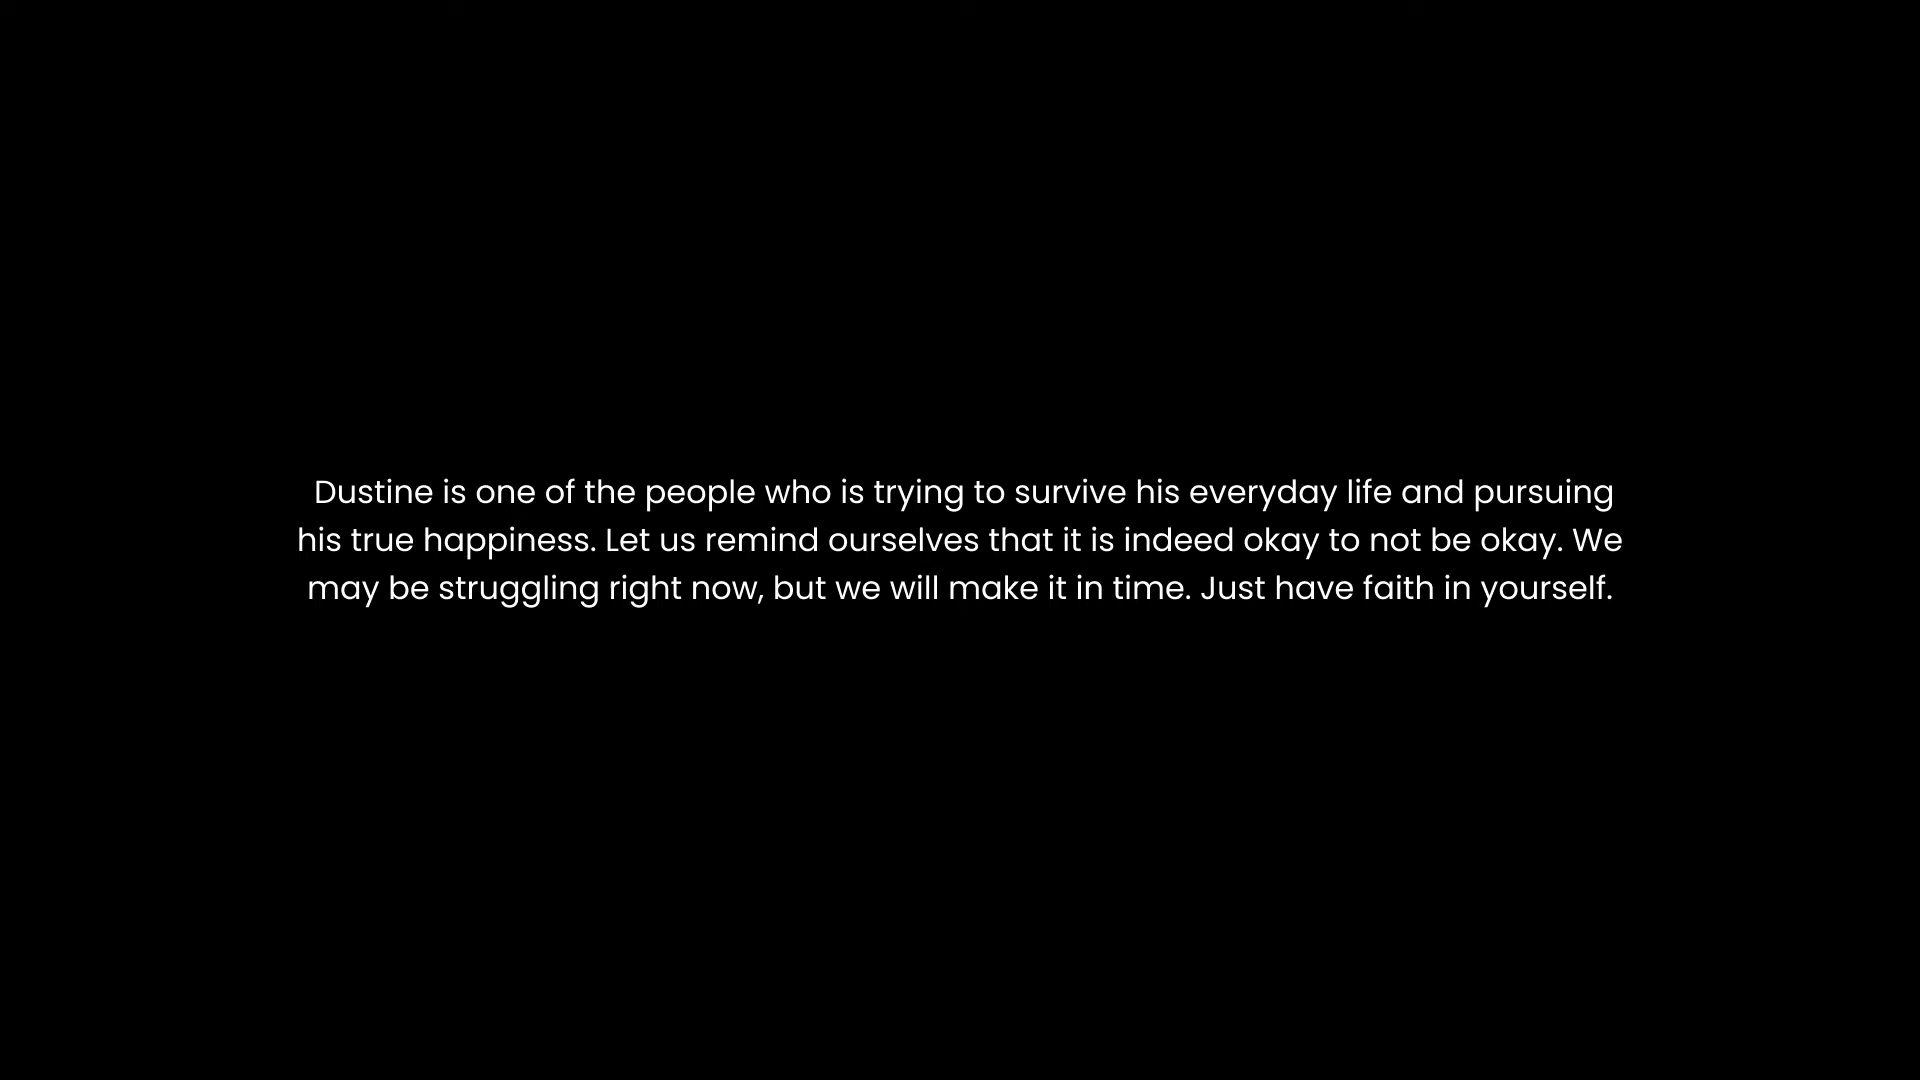 Dustine is one of the people who is trying to survive his everyday life and pursuing
his true happiness. Let us remind ourselves that it is indeed okay to not be okay. We
may be struggling right now, but we will make it in time. Just have faith in yourself.